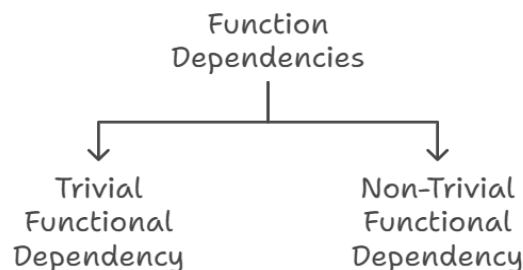 Function
Dependencies
Trivial
Functional
Dependency
Non-Trivial
Functional
Dependency